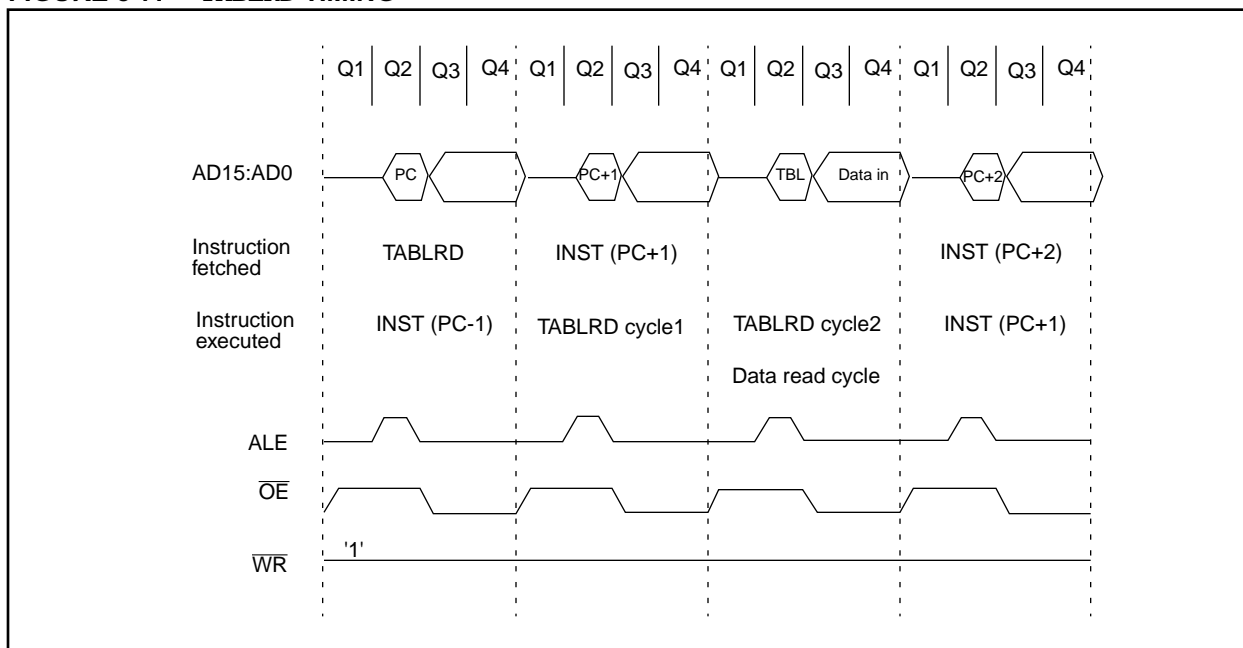 Q1 Q2 Q3 Q4 Q1 Q2 Q3 Q4 Q1 Q2 Q3 Q4 Q1 Q2 Q3 Q4
AD15:AD0 PC PC+1 TBL Data in PC+2
Instruction
fetched
TABLRD INST (PC+1) INST (PC+2)
Instruction
executed
INST (PC-1) TABLRD cycle1 TABLRD cycle2 INST (PC+1)
Data read cycle
ALE
OE
'1'
WR